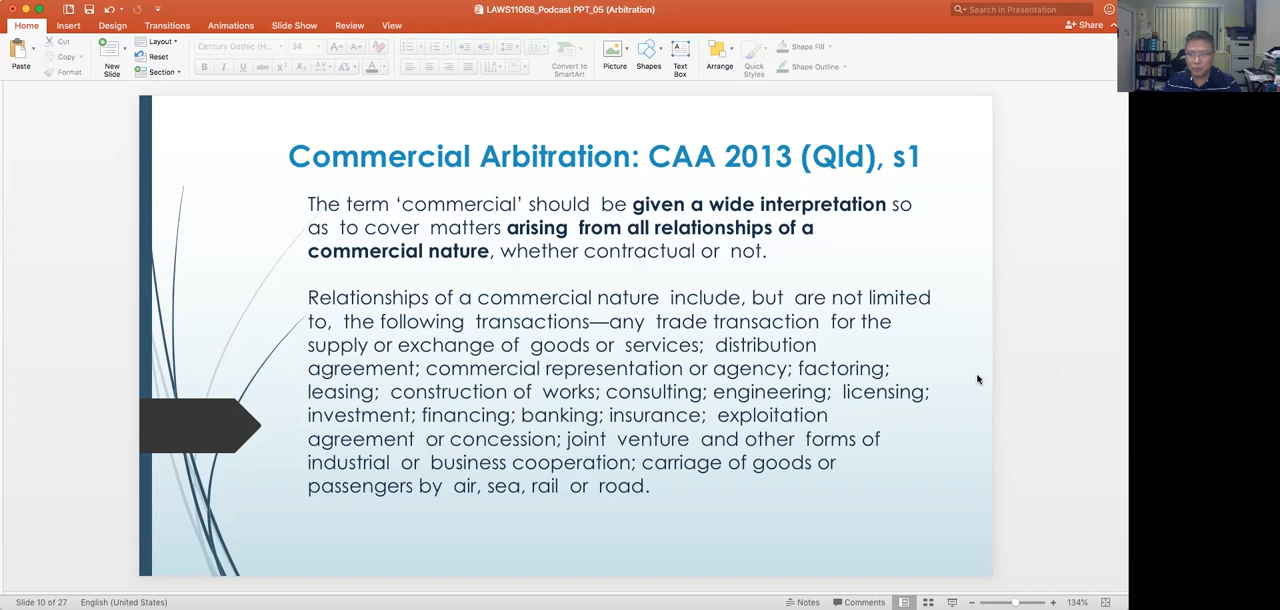 LAWS11068_Podcast PPT_05 (Arbitration)
Search in Presentation
Home Insert Design Transitions Animations Slide Show Review View
Share
Paste
Cut
Copy
Format
New Slide
Layout
Reset
Section
Century Gothic (H... 34
B I U abc X² X₂
Convert to SmartArt
Picture
Shapes
Text Box
Arrange
Quick Styles
Shape Fill
Shape Outline
Commercial Arbitration: CAA 2013 (Qld), s1
The term ‘commercial’ should be given a wide interpretation so
as to cover matters arising from all relationships of a
commercial nature, whether contractual or not.
Relationships of a commercial nature include, but are not limited
to, the following transactions—any trade transaction for the
supply or exchange of goods or services; distribution
agreement; commercial representation or agency; factoring;
leasing; construction of works; consulting; engineering; licensing;
investment; financing; banking; insurance; exploitation
agreement or concession; joint venture and other forms of
industrial or business cooperation; carriage of goods or
passengers by air, sea, rail or road.
Slide 10 of 27 English (United States)
Notes Comments 134%